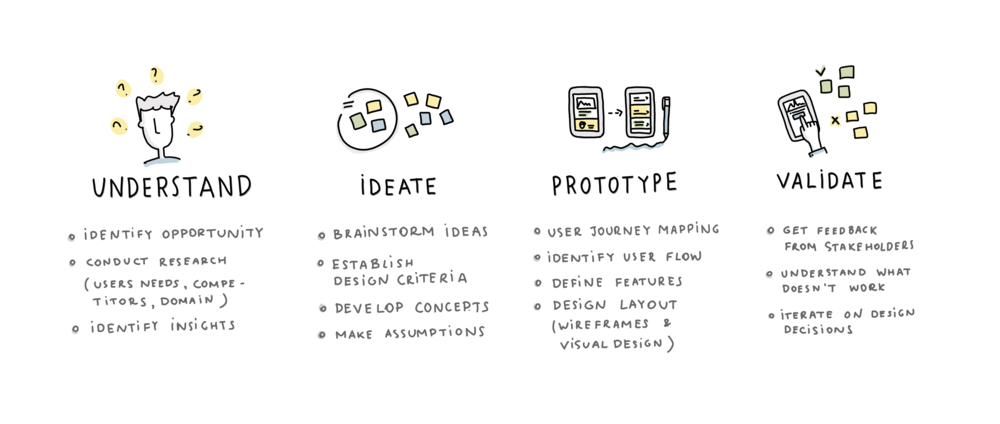 UNDERSTAND
IDENTIFY OPPORTUNITY
CONDUCT RESEARCH
(USERS NEEDS, COMPE-
TITORS, DOMAIN)
IDENTIFY INSIGHTS
IDEATE
BRAINSTORM IDEAS
ESTABLISH
DESIGN CRITERIA
DEVELOP CONCEPTS
MAKE ASSUMPTIONS
PROTOTYPE
USER JOURNEY MAPPING
IDENTIFY USER FLOW
DEFINE FEATURES
DESIGN LAYOUT
(WIREFRAMES &
VISUAL DESIGN)
VALIDATE
GET FEEDBACK
FROM STAKEHOLDERS
UNDERSTAND WHAT
DOESN'T WORK
ITERATE ON DESIGN
DECISIONS